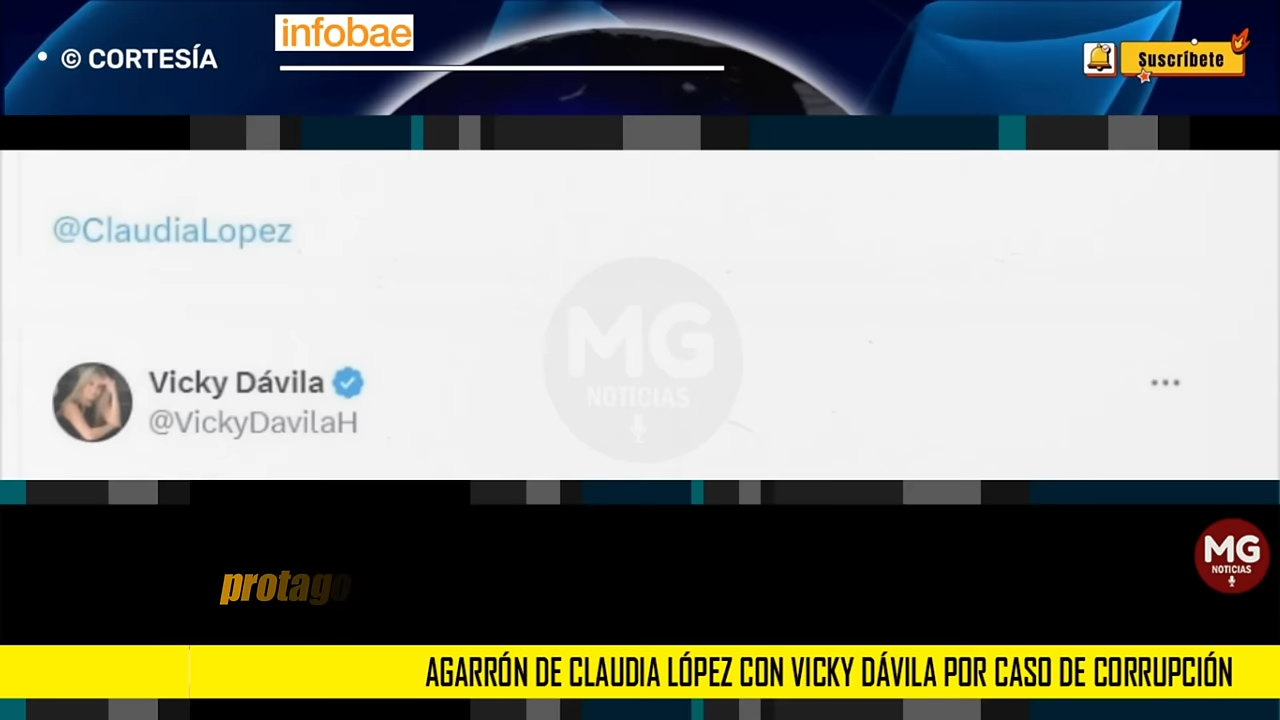 infobae
© CORTESÍA
Suscríbete
@ClaudiaLopez
MG
NOTICIAS
Vicky Dávila
@VickyDavilaH
MG
NOTICIAS
protago
AGARRÓN DE CLAUDIA LÓPEZ CON VICKY DÁVILA POR CASO DE CORRUPCIÓN